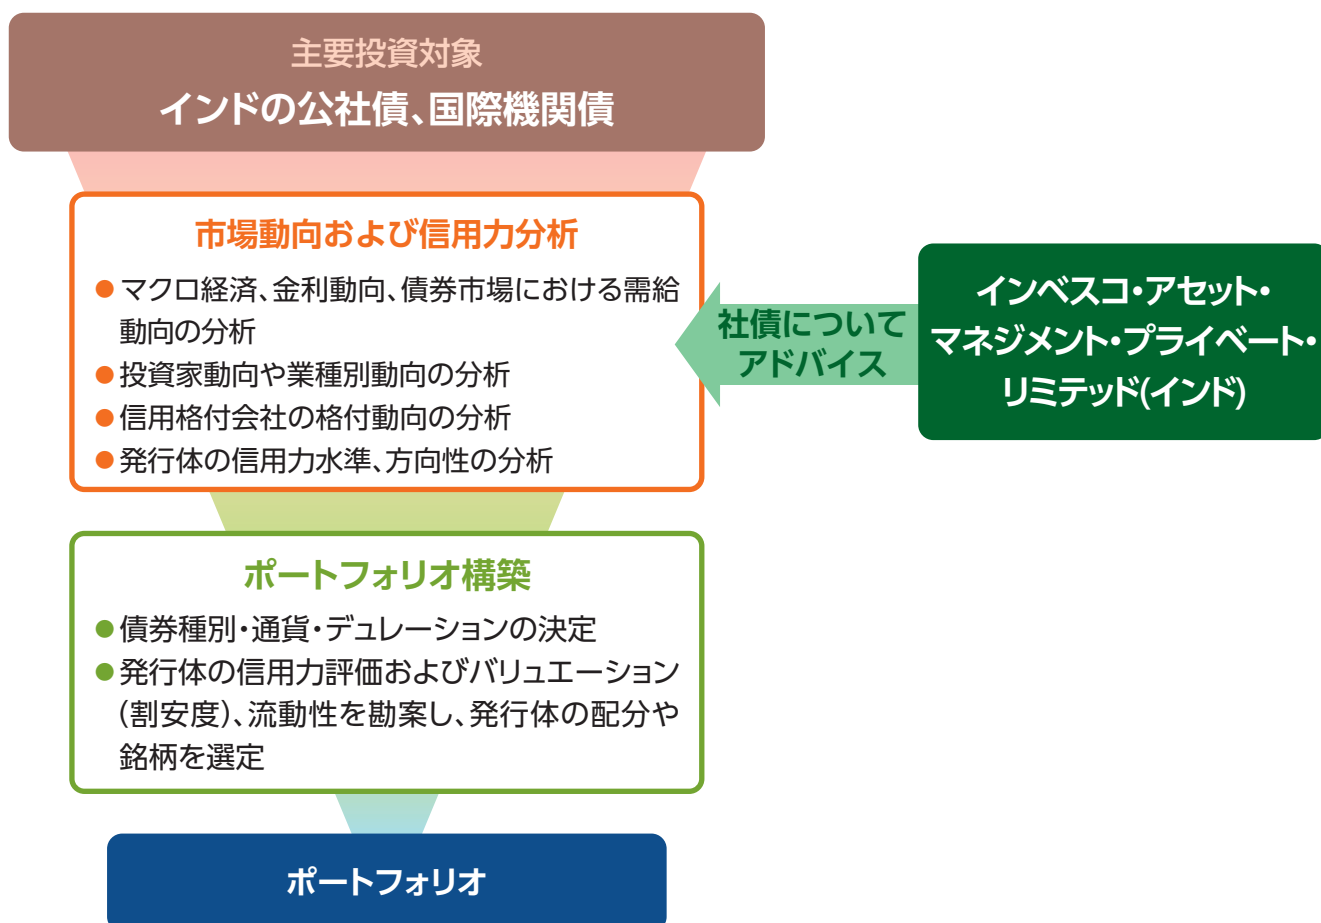 主要投資対象
インドの公社債、国際機関債
市場動向および信用力分析
●マクロ経済、金利動向、債券市場における需給
動向の分析
●投資家動向や業種別動向の分析
●信用格付会社の格付動向の分析
●発行体の信用力水準、方向性の分析
社債について
アドバイス
インベスコ・アセット・
マネジメント・プライベート・
リミテッド(インド)
ポートフォリオ構築
●債券種別・通貨・デュレーションの決定
●発行体の信用力評価およびバリュエーション
(割安度)、流動性を勘案し、発行体の配分や
銘柄を選定
ポートフォリオ